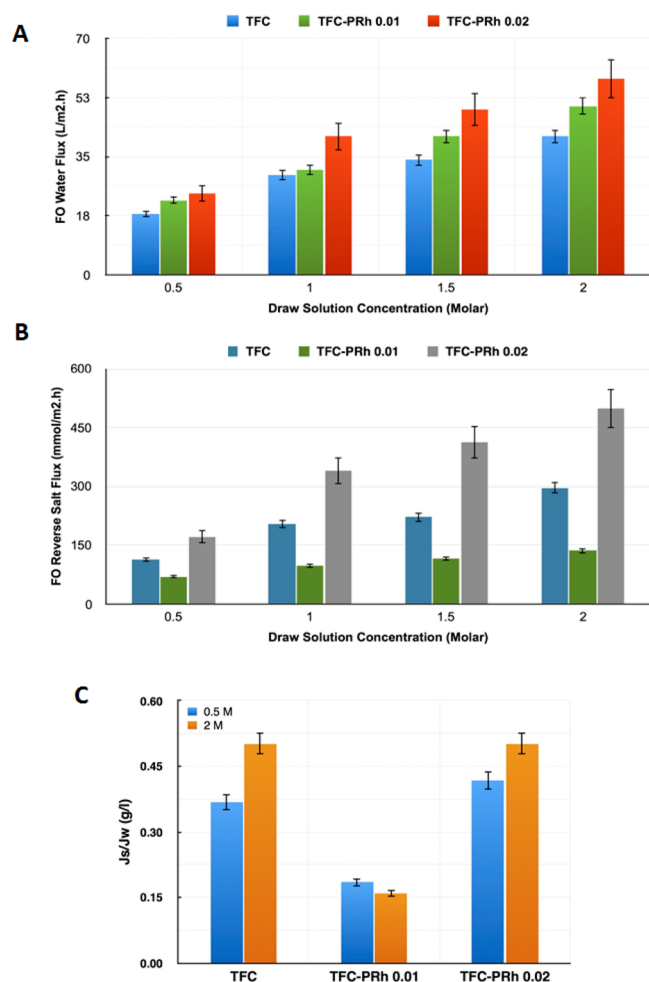 A
TFC TFC-PRh 0.01 TFC-PRh 0.02
70
53
35
18
0
FO Water Flux (L/m2.h)
0.5 1 1.5 2
Draw Solution Concentration (Molar)
B
TFC TFC-PRh 0.01 TFC-PRh 0.02
600
450
300
150
0
FO Reverse Salt Flux (mmol/m2.h)
0.5 1 1.5 2
Draw Solution Concentration (Molar)
C
0.5 M
2 M
0.60
0.45
0.30
0.15
0.00
Js/Jw (g/l)
TFC TFC-PRh 0.01 TFC-PRh 0.02